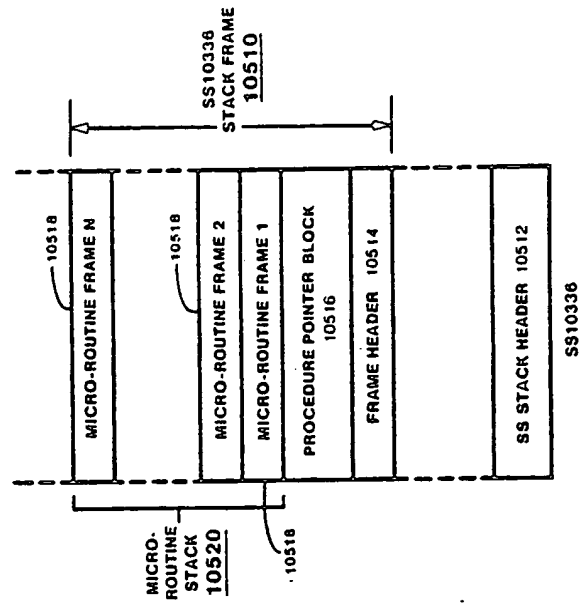 SS10336
STACK FRAME
10510
10518
MICRO-ROUTINE FRAME N
10518
MICRO-ROUTINE FRAME 2
MICRO-ROUTINE FRAME 1
PROCEDURE POINTER BLOCK
10516
FRAME HEADER 10514
SS STACK HEADER 10512
MICRO-
ROUTINE
STACK
10520
10518
SS10336